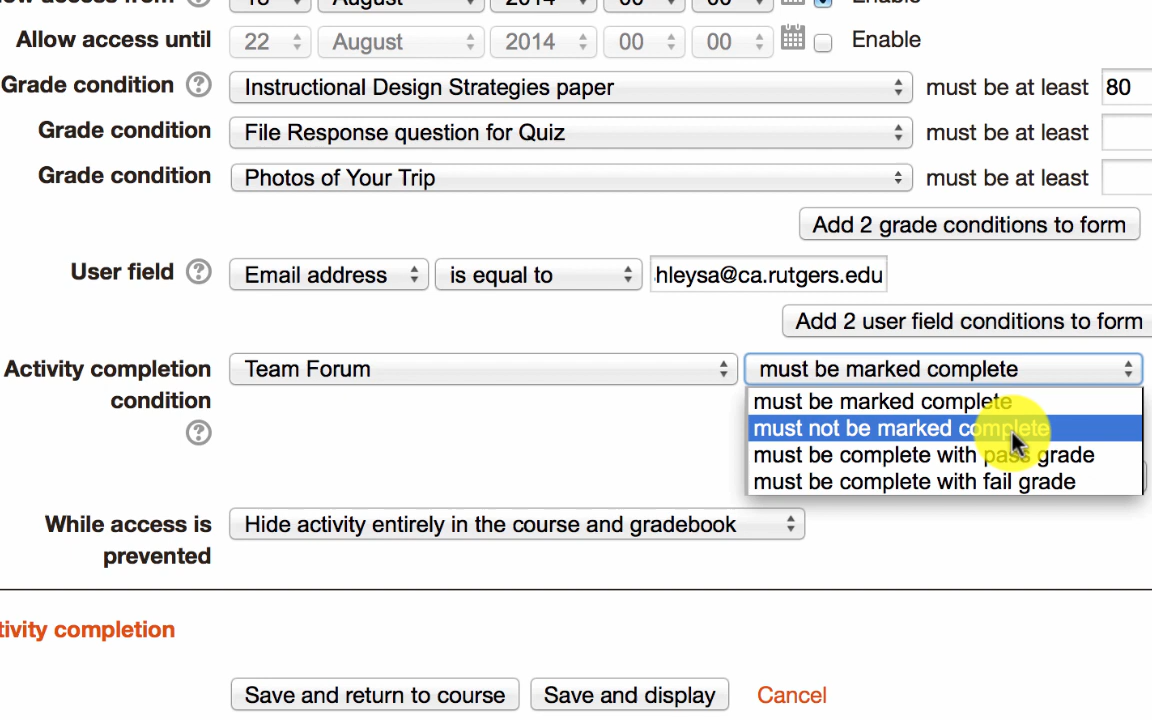 Allow access until 22 August 2014 00 00 Enable
Grade condition Instructional Design Strategies paper must be at least 80
Grade condition File Response question for Quiz must be at least
Grade condition Photos of Your Trip must be at least
Add 2 grade conditions to form
User field Email address is equal to hleysa@ca.rutgers.edu
Add 2 user field conditions to form
Activity completion Team Forum must be marked complete
condition must be marked complete
must not be marked complete
must be complete with pass grade
must be complete with fail grade
While access is Hide activity entirely in the course and gradebook
prevented
tivity completion
Save and return to course Save and display Cancel